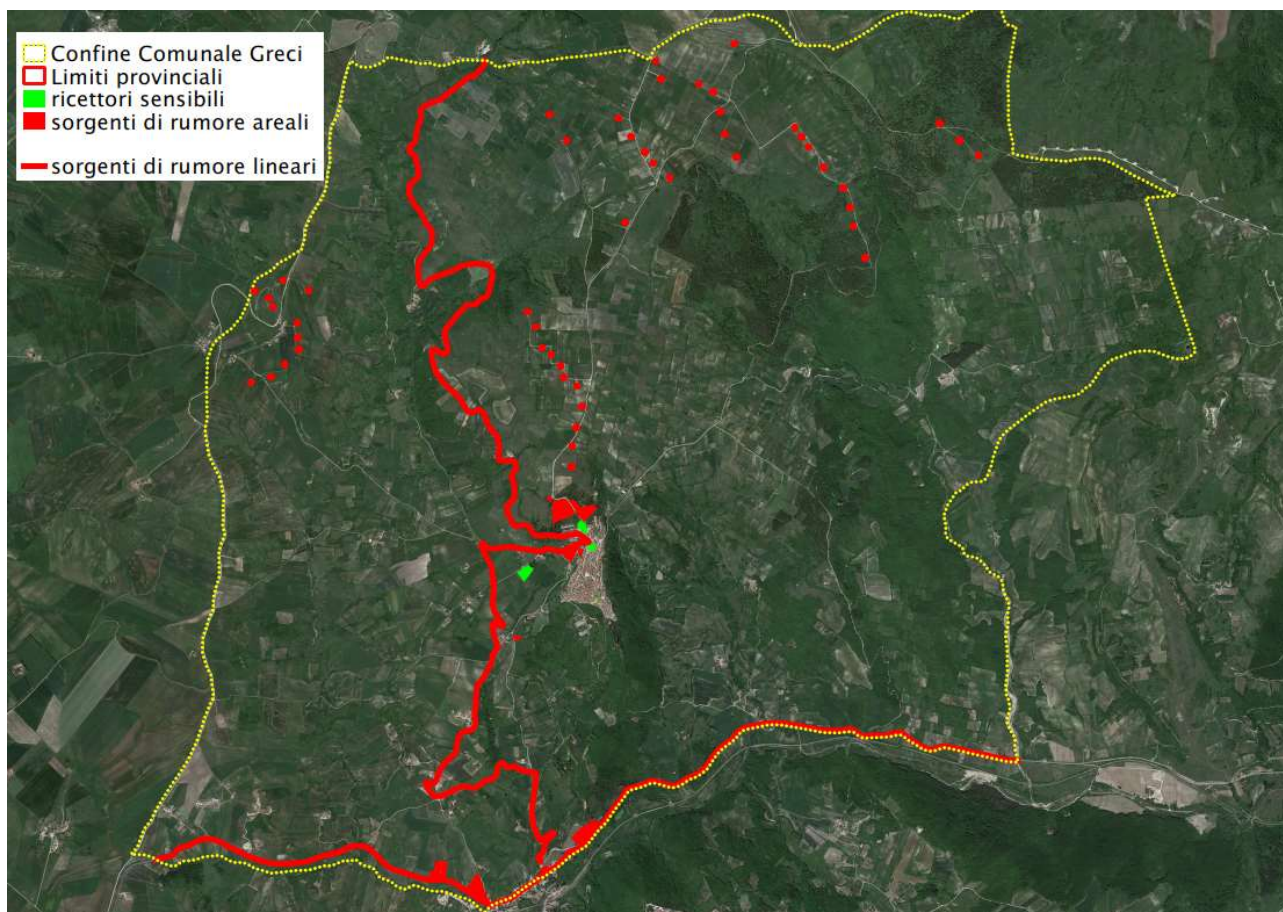 Confine Comunale Greci
Limiti provinciali
ricettori sensibili
sorgenti di rumore areali
sorgenti di rumore lineari